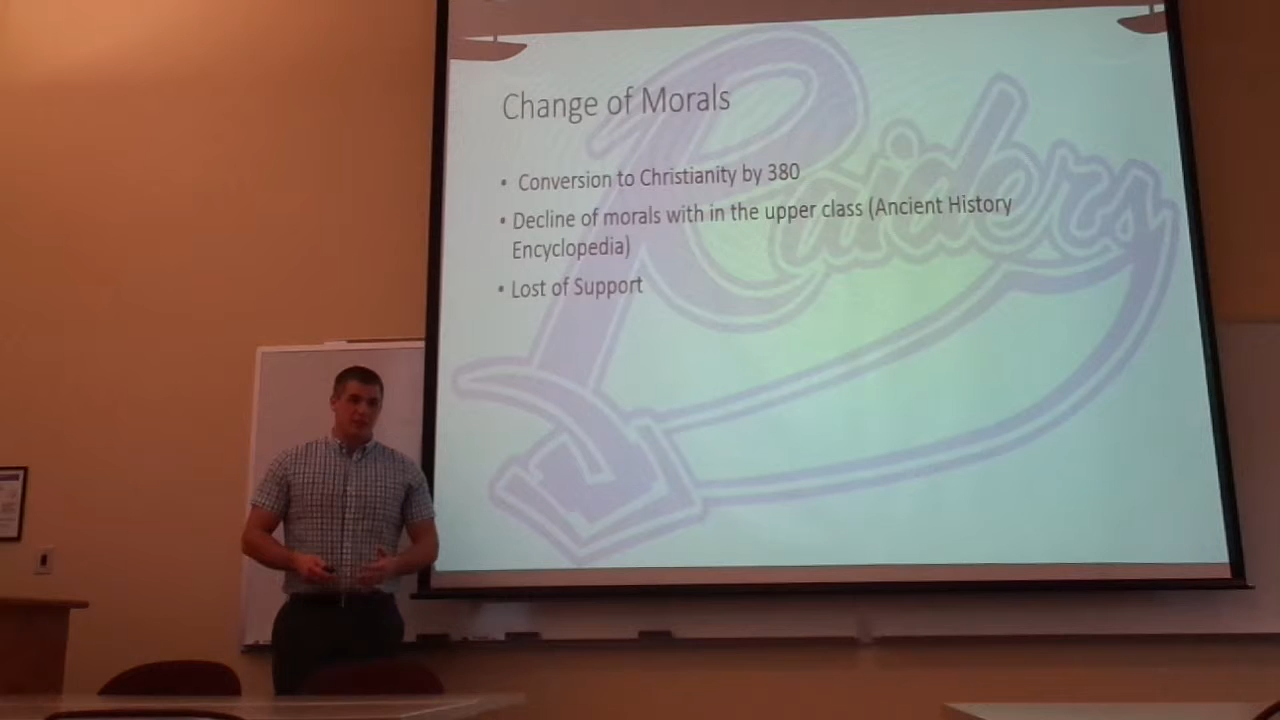 Change of Morals
• Conversion to Christianity by 380
• Decline of morals with in the upper class (Ancient History
Encyclopedia)
• Lost of Support
Raiders